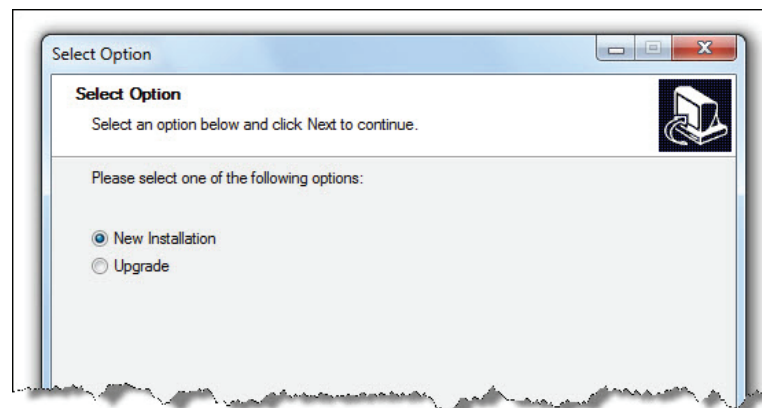 Select Option
Select Option
Select an option below and click Next to continue.
Please select one of the following options:
New Installation
Upgrade